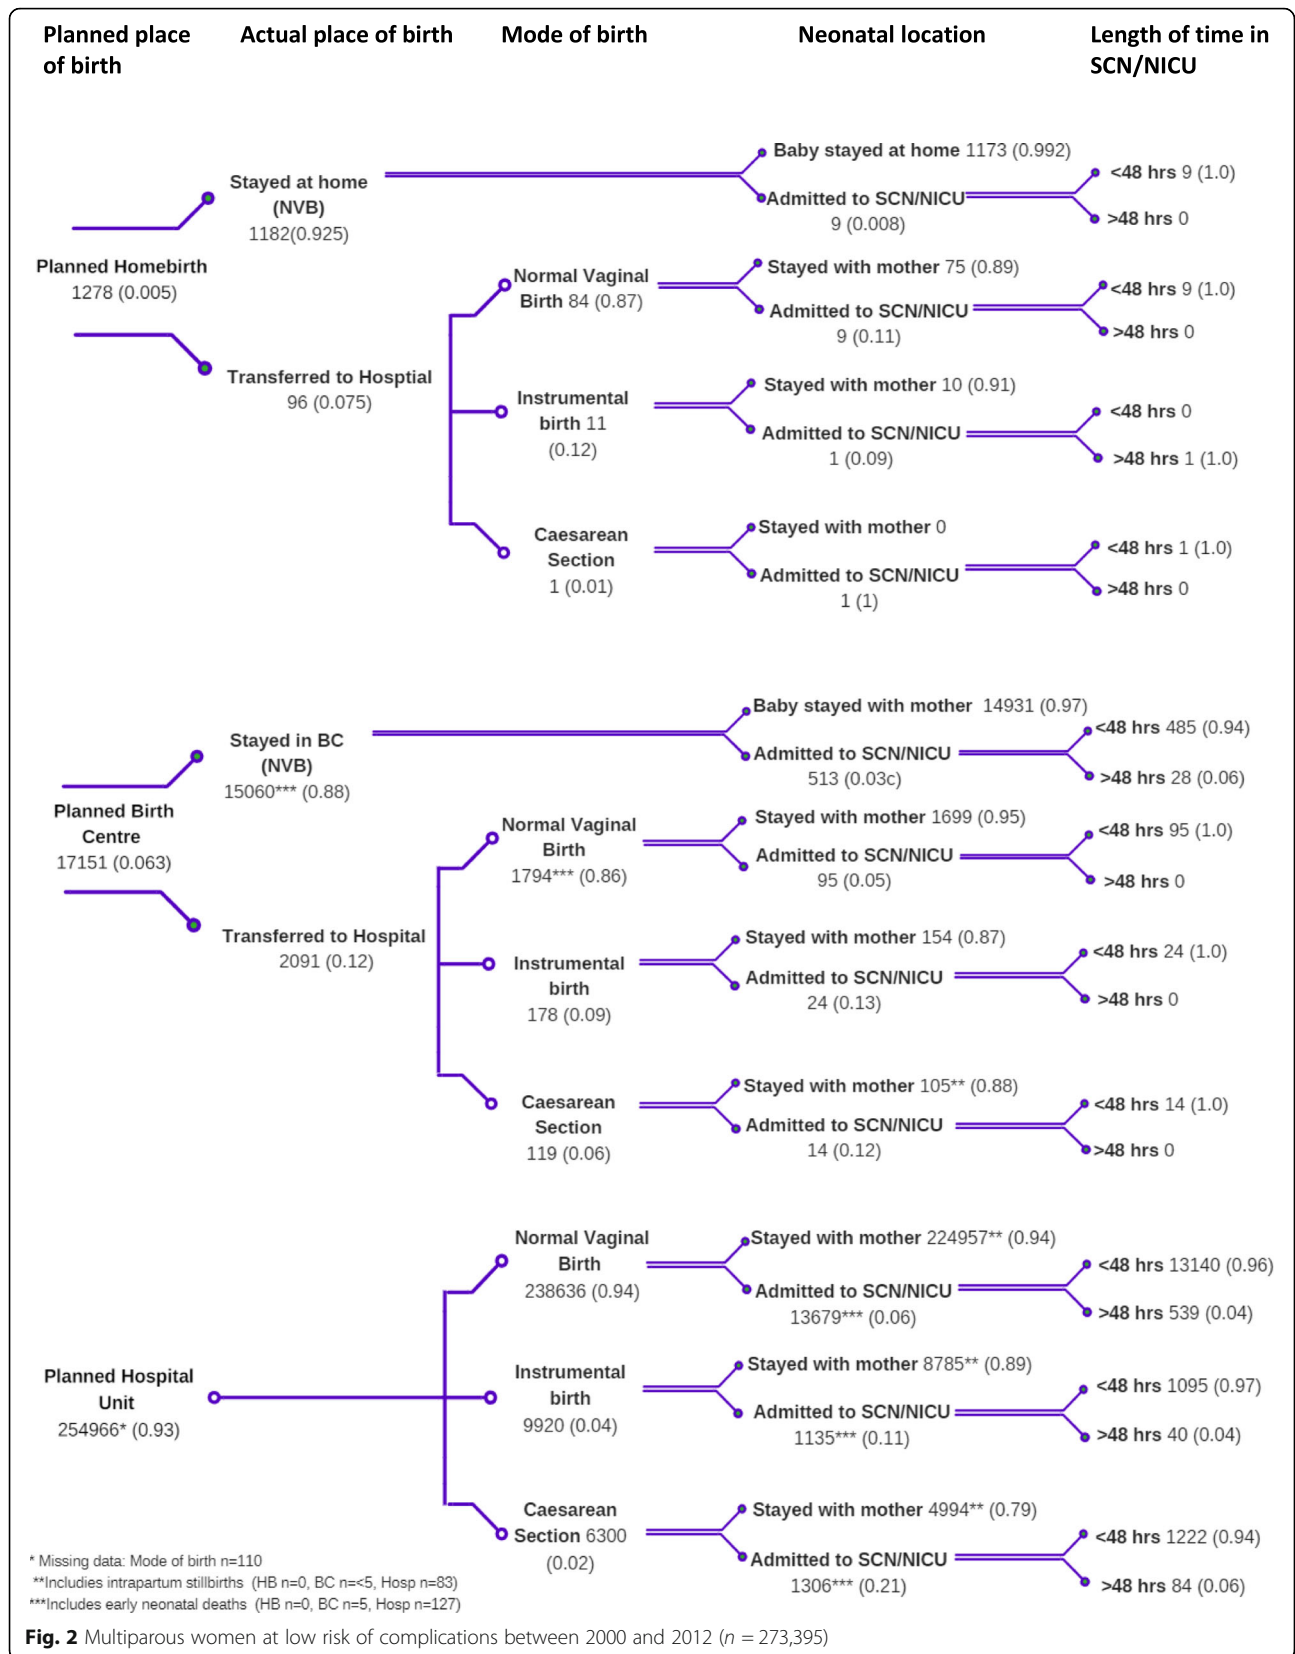 Planned place
of birth
Actual place of birth
Mode of birth
Neonatal location
Length of time in
SCN/NICU
Planned Homebirth
1278 (0.005)
Stayed at home
(NVB)
1182(0.925)
Baby stayed at home 1173 (0.992)
Admitted to SCN/NICU
9 (0.008)
<48 hrs 9 (1.0)
>48 hrs 0
Transferred to Hosptial
96 (0.075)
Normal Vaginal
Birth 84 (0.87)
Stayed with mother 75 (0.89)
Admitted to SCN/NICU
9 (0.11)
<48 hrs 9 (1.0)
>48 hrs 0
Instrumental
birth 11
(0.12)
Stayed with mother 10 (0.91)
Admitted to SCN/NICU
1 (0.09)
<48 hrs 0
>48 hrs 1 (1.0)
Caesarean
Section
1 (0.01)
Stayed with mother 0
Admitted to SCN/NICU
1 (1)
<48 hrs 1 (1.0)
>48 hrs 0
Planned Birth
Centre
17151 (0.063)
Stayed in BC
(NVB)
15060*** (0.88)
Baby stayed with mother 14931 (0.97)
Admitted to SCN/NICU
513 (0.03c)
<48 hrs 485 (0.94)
>48 hrs 28 (0.06)
Transferred to Hospital
2091 (0.12)
Normal Vaginal
Birth
1794*** (0.86)
Stayed with mother 1699 (0.95)
Admitted to SCN/NICU
95 (0.05)
<48 hrs 95 (1.0)
>48 hrs 0
Instrumental
birth
178 (0.09)
Stayed with mother 154 (0.87)
Admitted to SCN/NICU
24 (0.13)
<48 hrs 24 (1.0)
>48 hrs 0
Caesarean
Section
119 (0.06)
Stayed with mother 105** (0.88)
Admitted to SCN/NICU
14 (0.12)
<48 hrs 14 (1.0)
>48 hrs 0
Planned Hospital
Unit
254966* (0.93)
Normal Vaginal
Birth
238636 (0.94)
Stayed with mother 224957** (0.94)
Admitted to SCN/NICU
13679*** (0.06)
<48 hrs 13140 (0.96)
>48 hrs 539 (0.04)
Instrumental
birth
9920 (0.04)
Stayed with mother 8785** (0.89)
Admitted to SCN/NICU
1135*** (0.11)
<48 hrs 1095 (0.97)
>48 hrs 40 (0.04)
Caesarean
Section 6300
(0.02)
Stayed with mother 4994** (0.79)
Admitted to SCN/NICU
1306*** (0.21)
<48 hrs 1222 (0.94)
>48 hrs 84 (0.06)
* Missing data: Mode of birth n=110
**Includies intrapartum stillbirths (HB n=0, BC n=<5, Hosp n=83)
***Includes early neonatal deaths (HB n=0, BC n=5, Hosp n=127)
Fig. 2 Multiparous women at low risk of complications between 2000 and 2012 (n = 273,395)